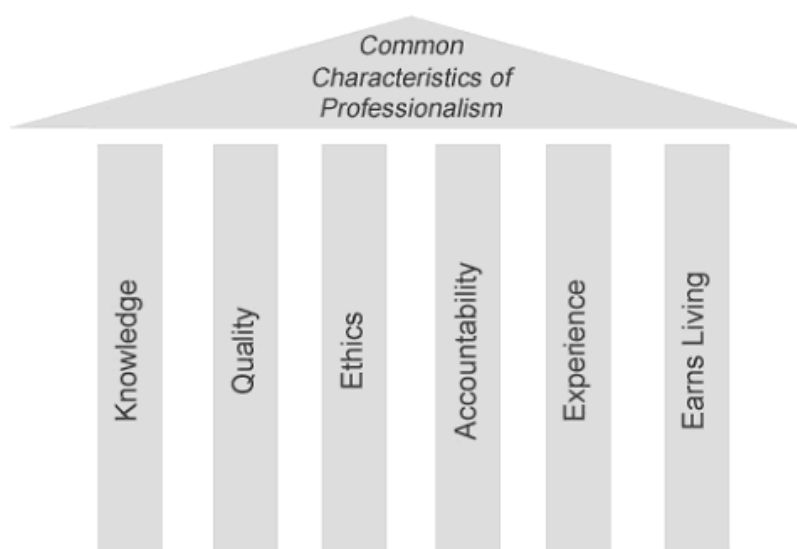 Common
Characteristics of
Professionalism
Knowledge
Quality
Ethics
Accountability
Experience
Earns Living